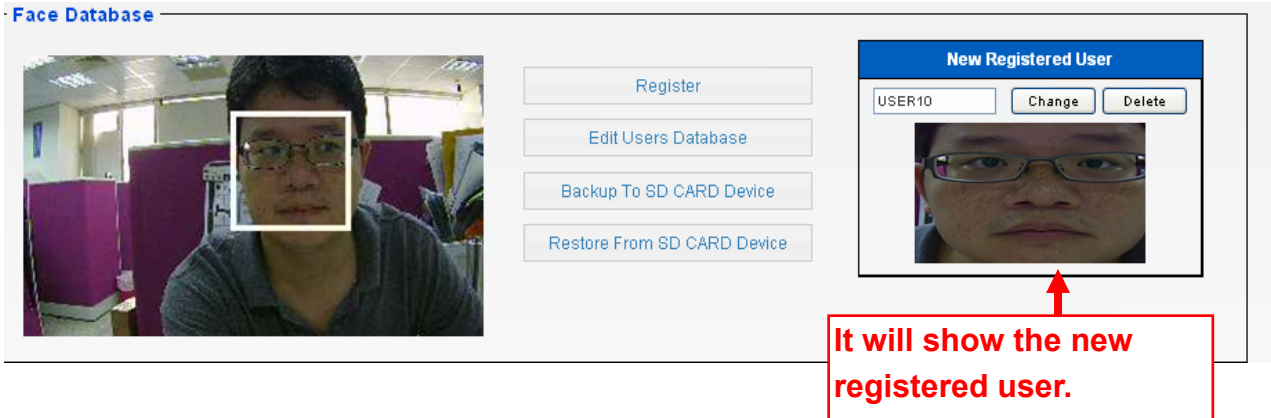 Face Database
Register
Edit Users Database
Backup To SD CARD Device
Restore From SD CARD Device
New Registered User
USER10
Change
Delete
It will show the new
registered user.